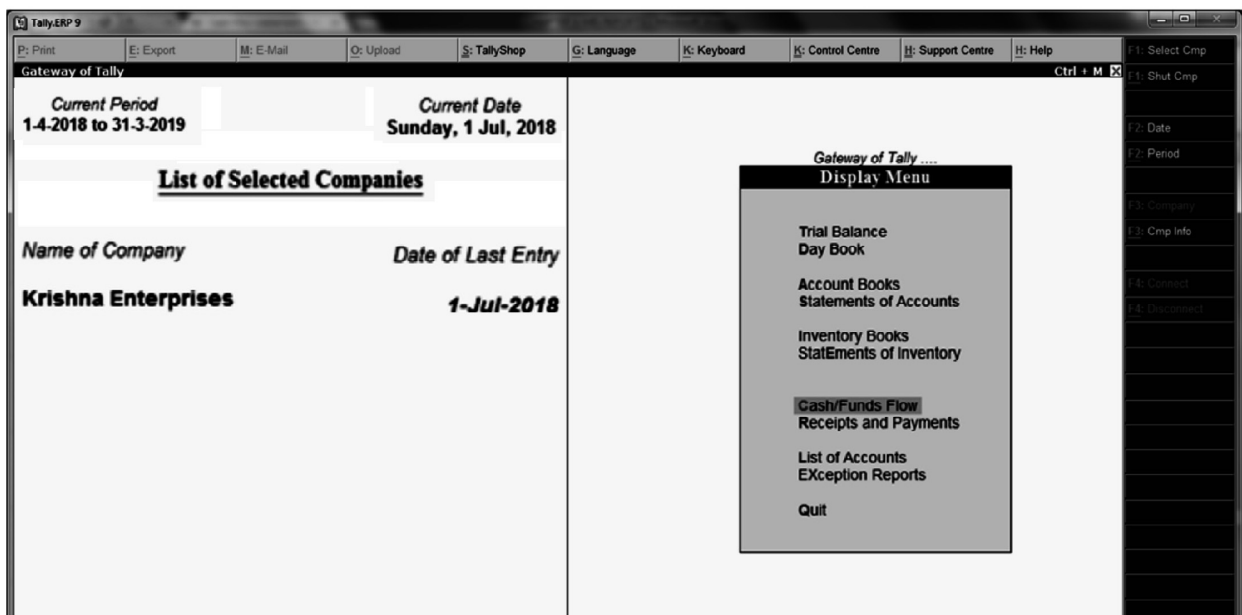 Tally.ERP 9
P: Print E: Export M: E-Mail O: Upload S: TallyShop G: Language K: Keyboard K: Control Centre H: Support Centre H: Help
Gateway of Tally Ctrl + M X
Current Period Current Date
1-4-2018 to 31-3-2019 Sunday, 1 Jul, 2018
List of Selected Companies
Name of Company Date of Last Entry
Krishna Enterprises 1-Jul-2018
Gateway of Tally ....
Display Menu
Trial Balance
Day Book
Account Books
Statements of Accounts
Inventory Books
StatEments of Inventory
Cash/Funds Flow
Receipts and Payments
List of Accounts
EXception Reports
Quit
F1: Select Cmp
F1: Shut Cmp
F2: Date
F2: Period
F3: Company
F3: Cmp Info
F4: Connect
F4: Disconnect